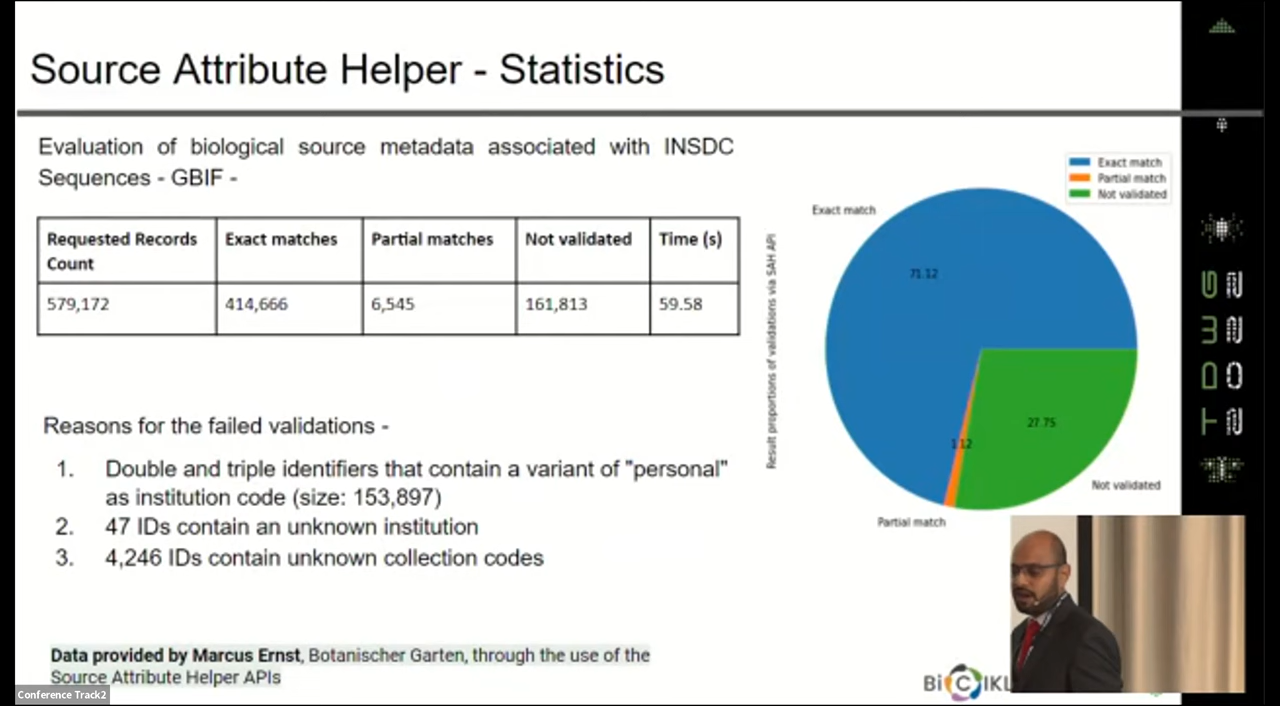 Source Attribute Helper - Statistics
Evaluation of biological source metadata associated with INSDC
Sequences - GBIF -
Requested Records Count
Exact matches
Partial matches
Not validated
Time (s)
579,172
414,666
6,545
161,813
59.58
Reasons for the failed validations -
1. Double and triple identifiers that contain a variant of "personal"
as institution code (size: 153,897)
2. 47 IDs contain an unknown institution
3. 4,246 IDs contain unknown collection codes
Data provided by Marcus Ernst, Botanischer Garten, through the use of the
Source Attribute Helper APIs
Conference Track2
Exact match
Partial match
Not validated
Exact match
71.12
Result proportions of validations via SAH API
27.75
1.12
Not validated
Partial match
BiCIKL